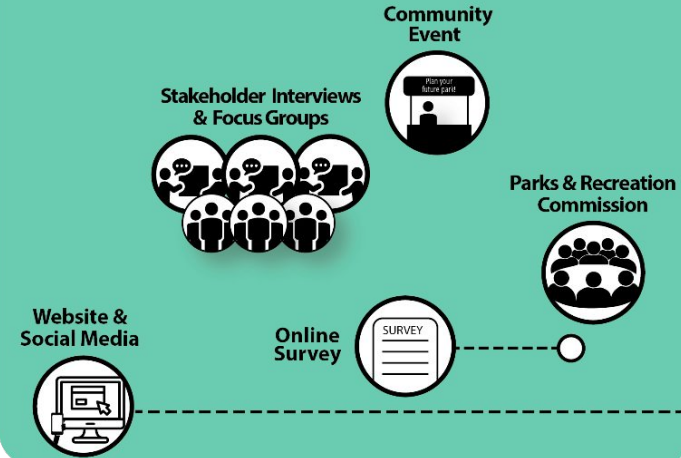 Community
Event
Plan your
future park!
Stakeholder Interviews
& Focus Groups
Parks & Recreation
Commission
Website &
Social Media
Online
Survey
SURVEY